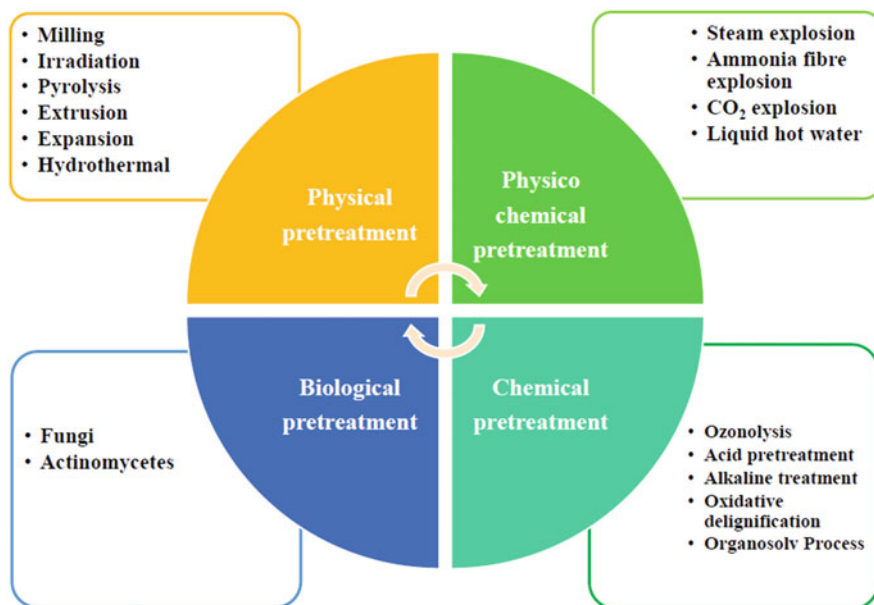 • Milling
• Irradiation
• Pyrolysis
• Extrusion
• Expansion
• Hydrothermal
• Steam explosion
• Ammonia fibre
explosion
• CO₂ explosion
• Liquid hot water
Physical
pretreatment
Physico
chemical
pretreatment
Biological
pretreatment
Chemical
pretreatment
• Fungi
• Actinomycetes
• Ozonolysis
• Acid pretreatment
• Alkaline treatment
• Oxidative
delignification
• Organosolv Process